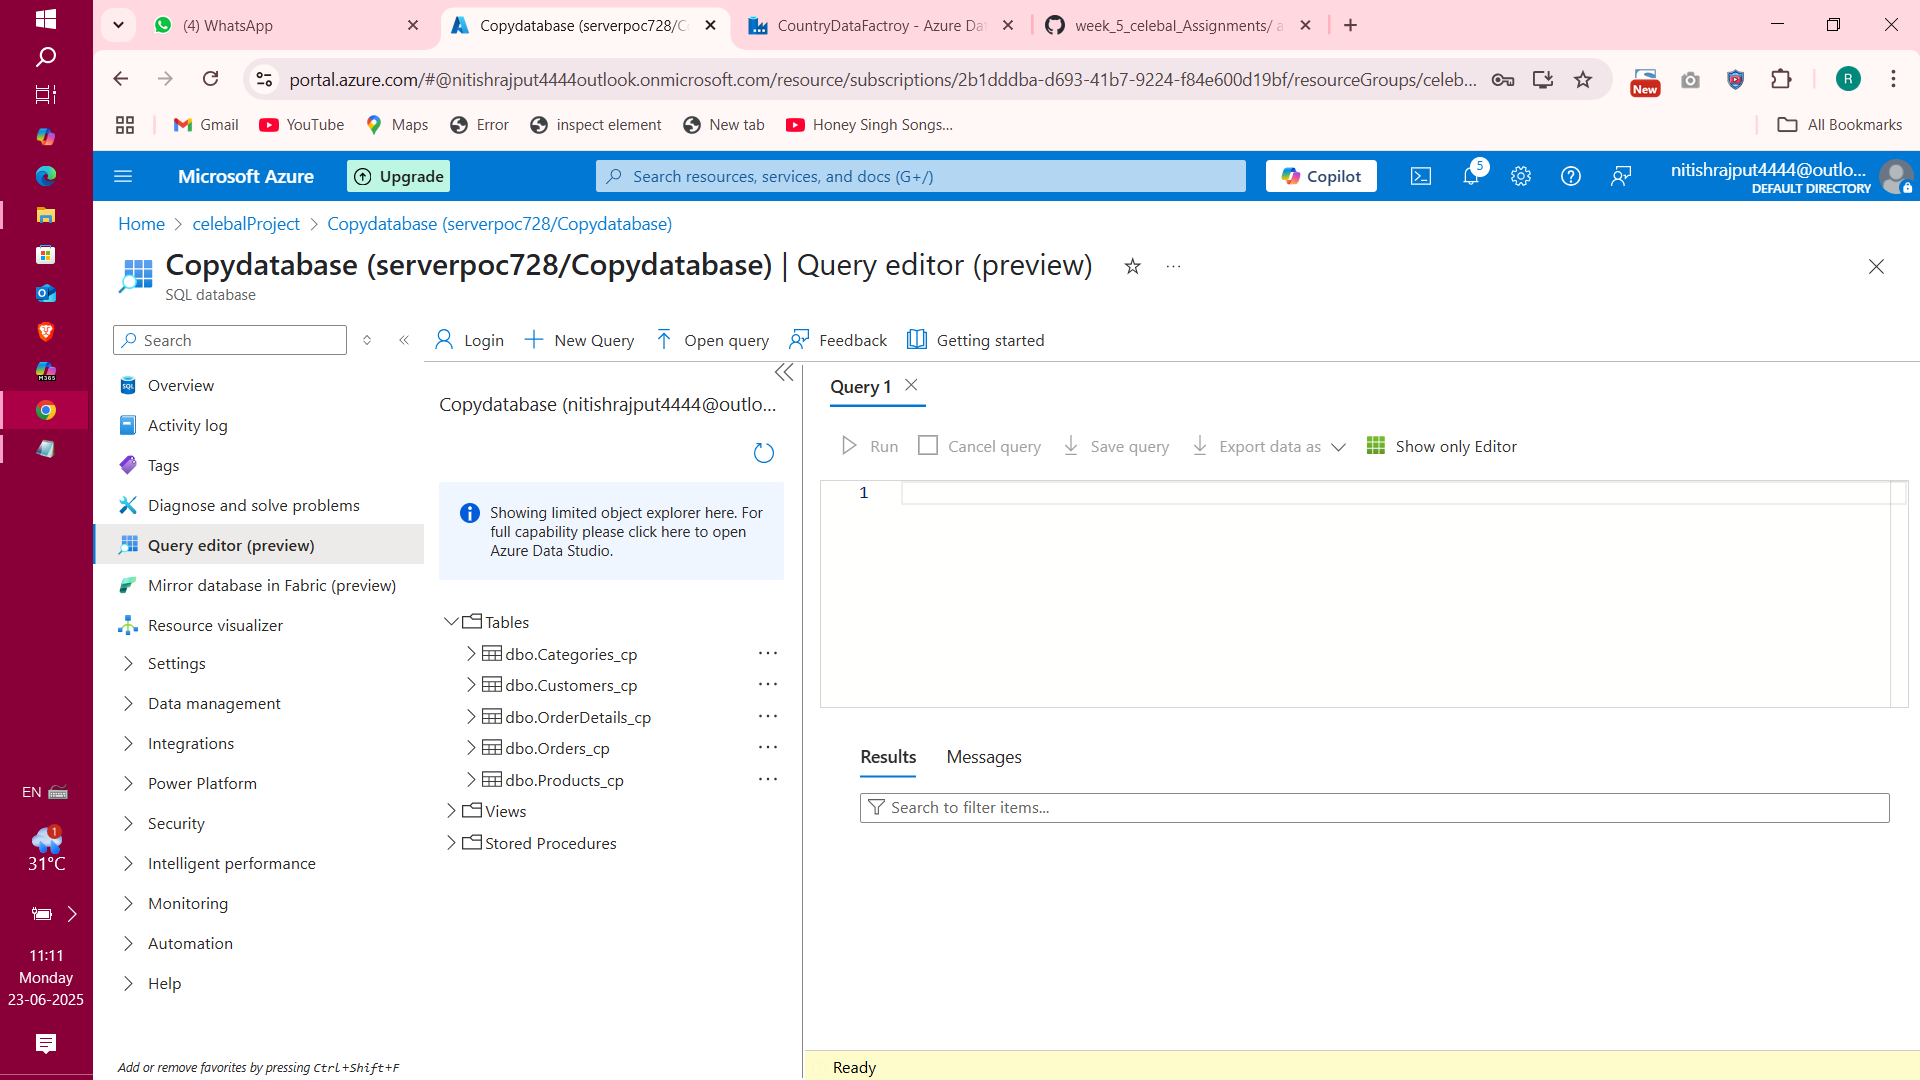 (4) WhatsApp
Copydatabase (serverpoc728/C
CountryDataFactroy - Azure Da
week_5_celebal_Assignments/ a
portal.azure.com/#@nitishrajput4444outlook.onmicrosoft.com/resource/subscriptions/2b1dddba-d693-41b7-9224-f84e600d19bf/resourceGroups/celeb...
New
R
Gmail
YouTube
Maps
Error
inspect element
New tab
Honey Singh Songs...
All Bookmarks
Microsoft Azure
Upgrade
Search resources, services, and docs (G+/)
Copilot
5
nitishrajput4444@outlo...
DEFAULT DIRECTORY
Home > celebalProject > Copydatabase (serverpoc728/Copydatabase)
Copydatabase (serverpoc728/Copydatabase) | Query editor (preview)
SQL database
Search
Overview
Activity log
Tags
Diagnose and solve problems
Query editor (preview)
Mirror database in Fabric (preview)
Resource visualizer
Settings
Data management
Integrations
Power Platform
Security
Intelligent performance
Monitoring
Automation
Help
Add or remove favorites by pressing Ctrl+Shift+F
Login
New Query
Open query
Feedback
Getting started
Copydatabase (nitishrajput4444@outlo...
Showing limited object explorer here. For
full capability please click here to open
Azure Data Studio.
Tables
dbo.Categories_cp
dbo.Customers_cp
dbo.OrderDetails_cp
dbo.Orders_cp
dbo.Products_cp
Views
Stored Procedures
Query 1
Run
Cancel query
Save query
Export data as
Show only Editor
1
Results
Messages
Search to filter items...
Ready
M365
SQL
EN
1
31°C
11:11
Monday
23-06-2025